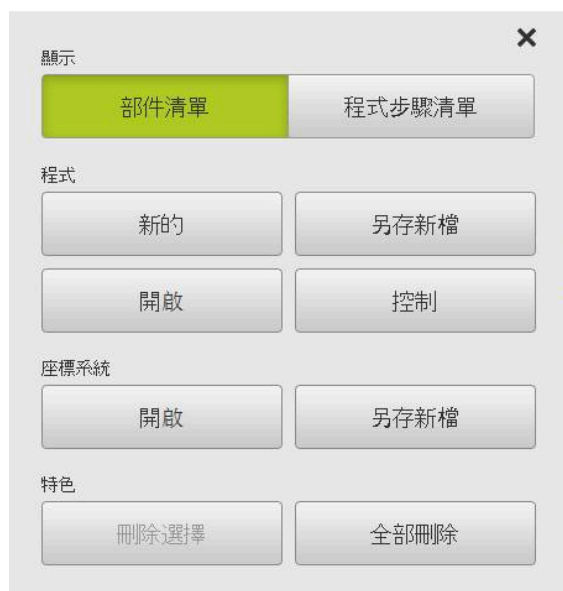 顯示
部件清單 程式步驟清單
程式
新的 另存新檔
開啟 控制
座標系統
開啟 另存新檔
特色
刪除選擇 全部刪除